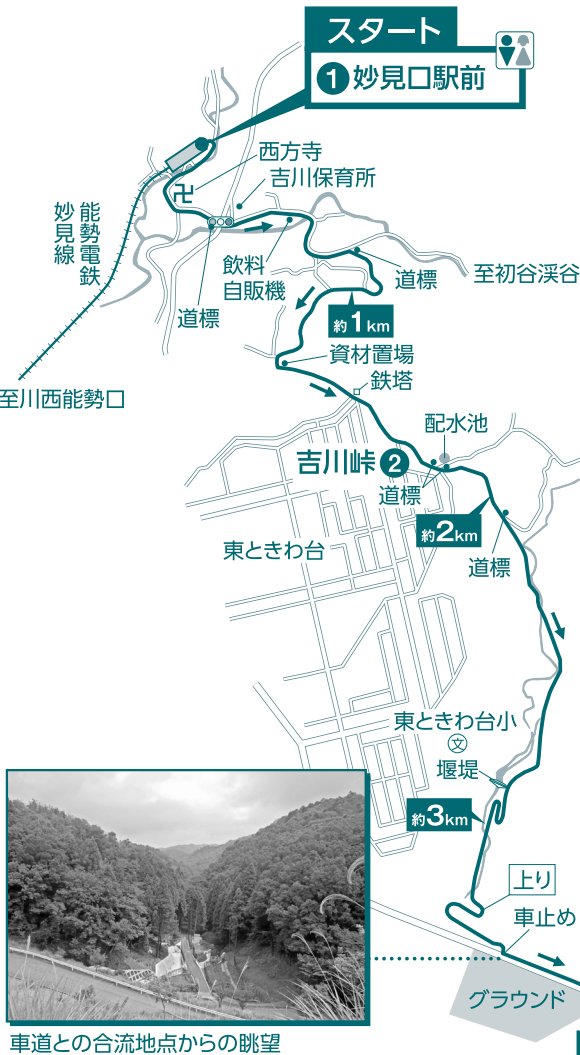 スタート
①妙見口駅前
西方寺
卍
吉川保育所
能勢電鉄
妙見線
飲料
自販機
道標
至初谷渓谷
道標
約1km
資材置場
鉄塔
至川西能勢口
配水池
吉川峠②
道標
約2km
東ときわ台
道標
東ときわ台小
文
堰堤
約3km
上り
車止め
グラウンド
車道との合流地点からの眺望